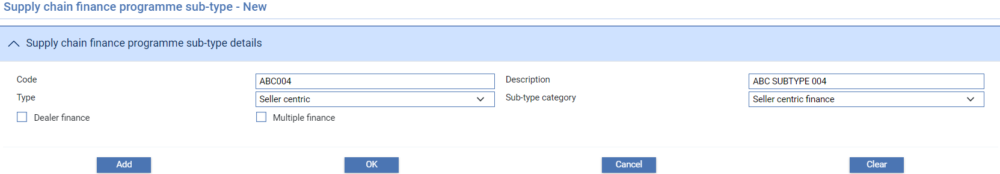 Supply chain finance programme sub-type - New
Supply chain finance programme sub-type details
Code ABC004 Description ABC SUBTYPE 004
Type Seller centric Sub-type category Seller centric finance
Dealer finance Multiple finance
Add OK Cancel Clear